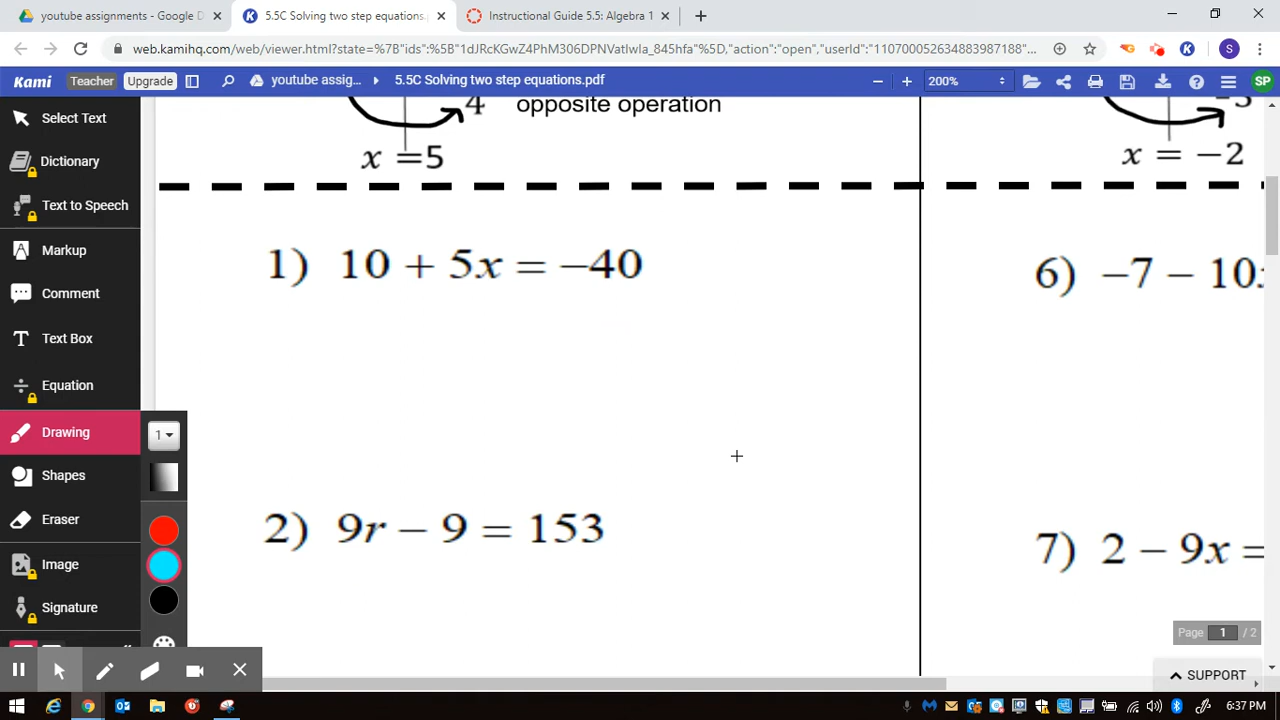 youtube assignments - Google D
5.5C Solving two step equations.
Instructional Guide 5.5: Algebra 1
web.kamihq.com/web/viewer.html?state=%7B"ids"%5B"1dJRcKGwZ4PhM306DPNVatIwIa_845hfa"%5D,"action":"open","userId":"110700052634883987188"...
Kami Teacher Upgrade youtube assig... 5.5C Solving two step equations.pdf 200% SP
Select Text
Dictionary
Text to Speech
Markup
Comment
Text Box
Equation
Drawing
Shapes
Eraser
Image
Signature
1
4 opposite operation
x = 5
x = −2
1) 10 + 5x = −40
2) 9r − 9 = 153
6) −7 − 10
7) 2 − 9x =
Page 1 / 2
SUPPORT
6:37 PM